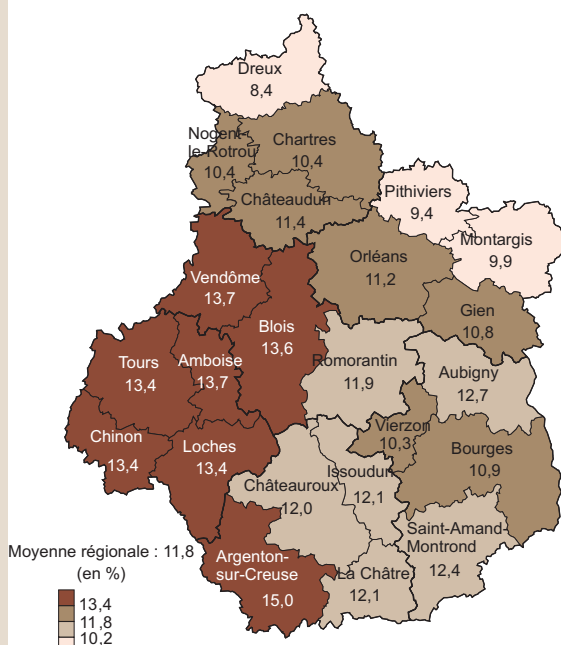 Dreux
8,4
Nogent-
le-Rotrou
10,4
Chartres
10,4
Châteaudun
11,4
Pithiviers
9,4
Montargis
9,9
Orléans
11,2
Vendôme
13,7
Gien
10,8
Blois
13,6
Tours
13,4
Amboise
13,7
Romorantin
11,9
Aubigny
12,7
Chinon
13,4
Loches
13,4
Vierzon
10,3
Bourges
10,9
Châteauroux
12,0
Issoudun
12,1
Saint-Amand
Montrond
12,4
Argenton-
sur-Creuse
15,0
La Châtre
12,1
Moyenne régionale : 11,8
(en %)
13,4
11,8
10,2